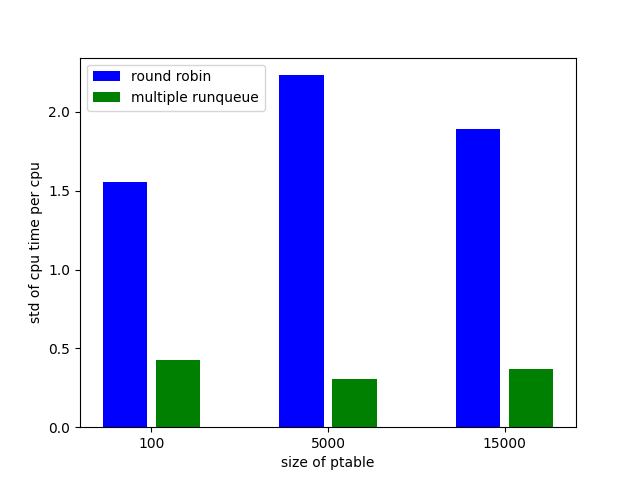 round robin
multiple runqueue
2.0
1.5
1.0
0.5
0.0
std of cpu time per cpu
100
5000
15000
size of ptable